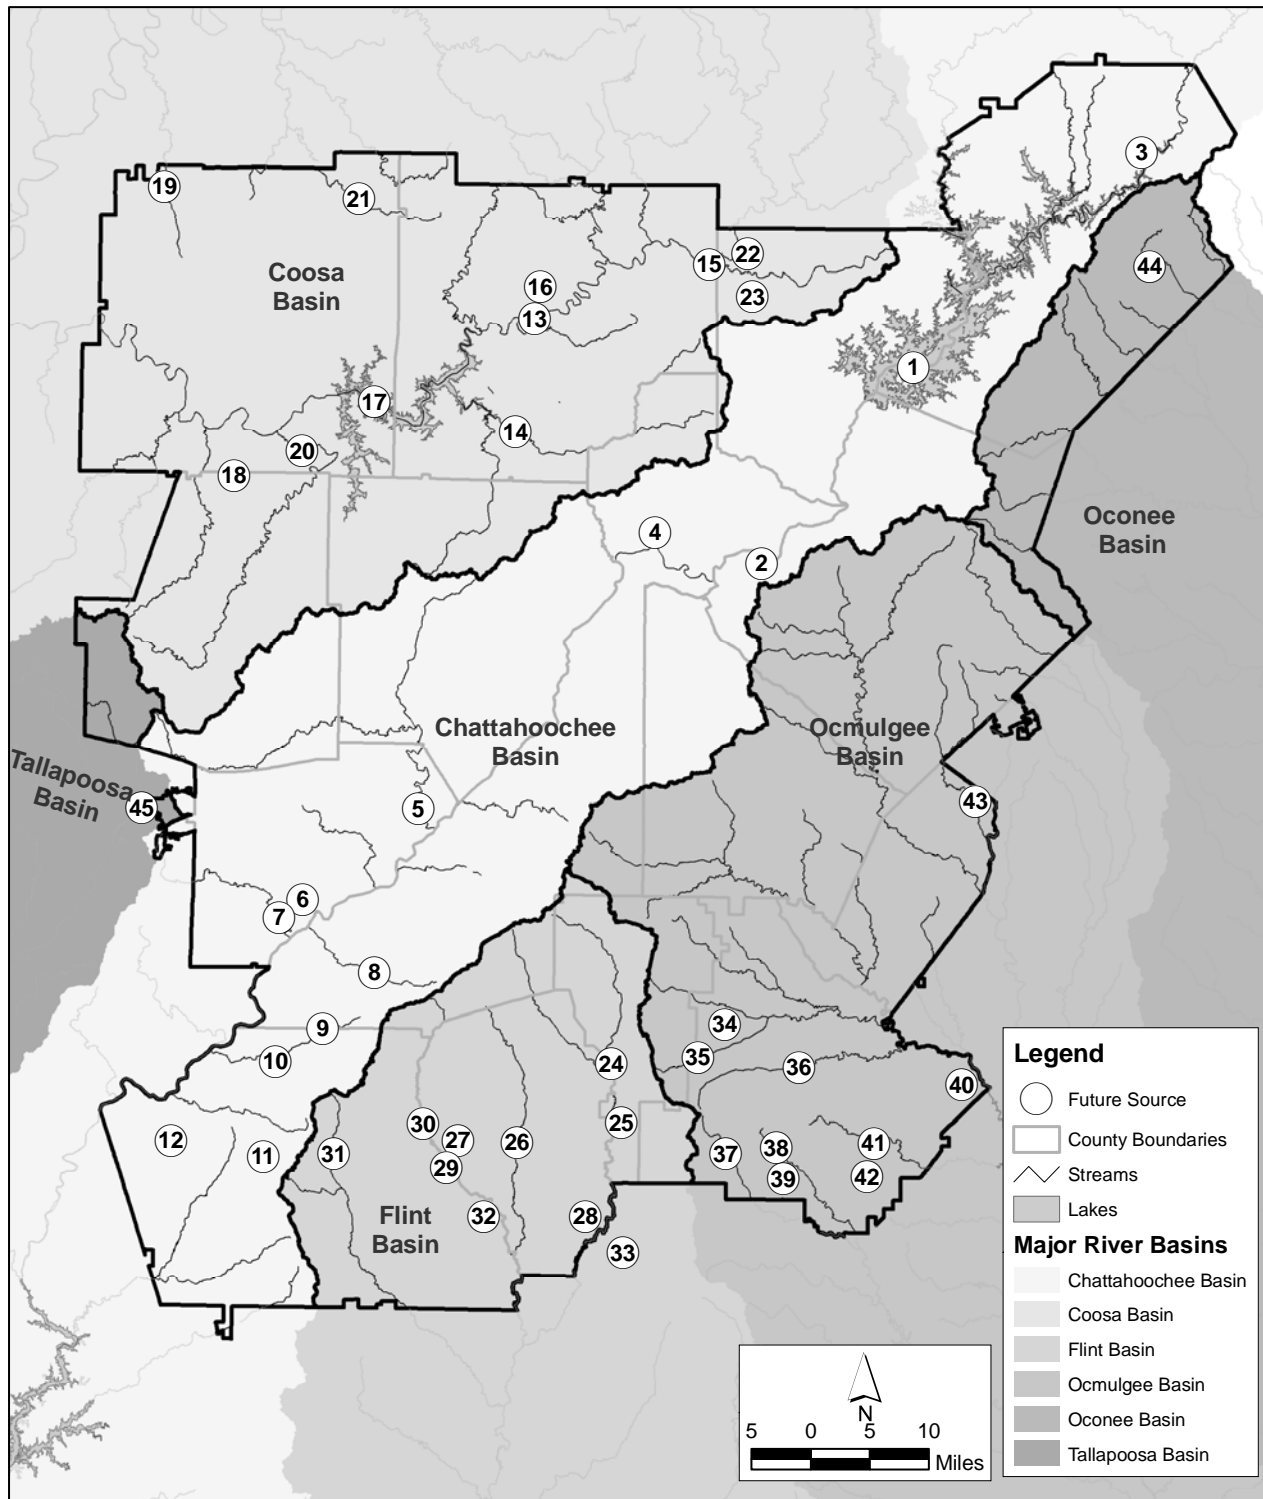 3
19
21
Coosa
Basin
22
15
44
16
23
13
1
17
14
20
18
Oconee
Basin
4
2
Chattahoochee
Basin
Ocmulgee
Basin
Tallapoosa
Basin
45
5
43
6
7
8
9
34
10
35
24
36
40
30
25
12
27
26
41
11
31
38
37
29
42
39
Flint
Basin
32
28
33
Legend
Future Source
County Boundaries
Streams
Lakes
Major River Basins
Chattahoochee Basin
Coosa Basin
Flint Basin
Ocmulgee Basin
Oconee Basin
Tallapoosa Basin
N
5 0 5 10
Miles